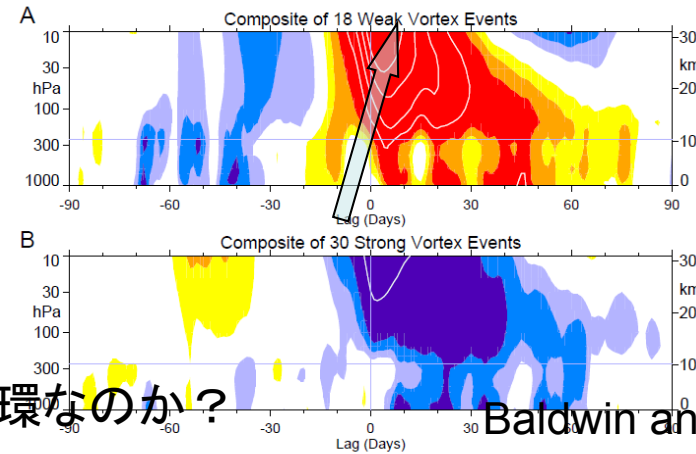 A
Composite of 18 Weak Vortex Events
10
30
hPa
100
300
1000
30
km
20
10
0
-90 -60 -30 0 30 60 90
Lag (Days)
B
Composite of 30 Strong Vortex Events
10
30
hPa
100
300
30
km
20
10
0
環なのか？
Baldwin an
-90 -60 -30 0 30 60
Lag (Days)